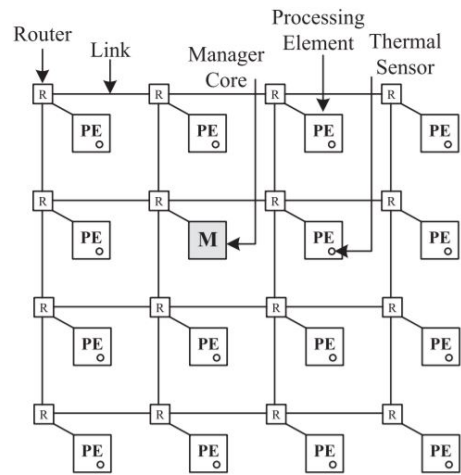 Router
Link
Manager
Core
Processing
Element
Thermal
Sensor
R R R R
PE PE PE PE
R R R R
PE M PE PE
R R R R
PE PE PE PE
R R R R
PE PE PE PE